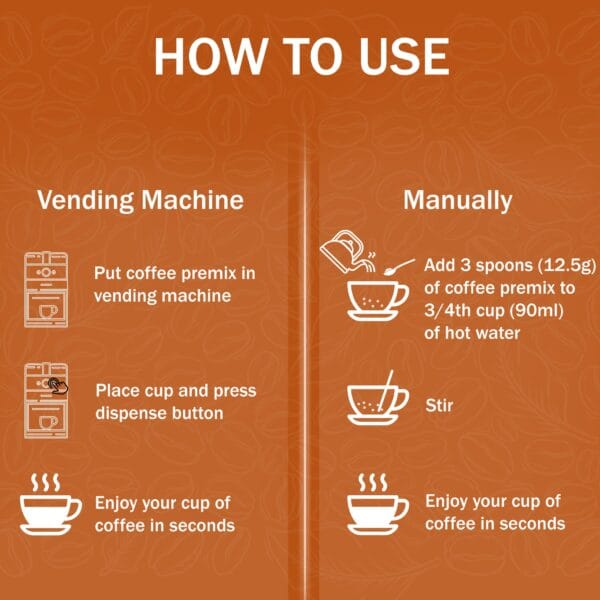 HOW TO USE
Vending Machine
Put coffee premix in
vending machine
Place cup and press
dispense button
Enjoy your cup of
coffee in seconds
Manually
Add 3 spoons (12.5g)
of coffee premix to
3/4th cup (90ml)
of hot water
Stir
Enjoy your cup of
coffee in seconds